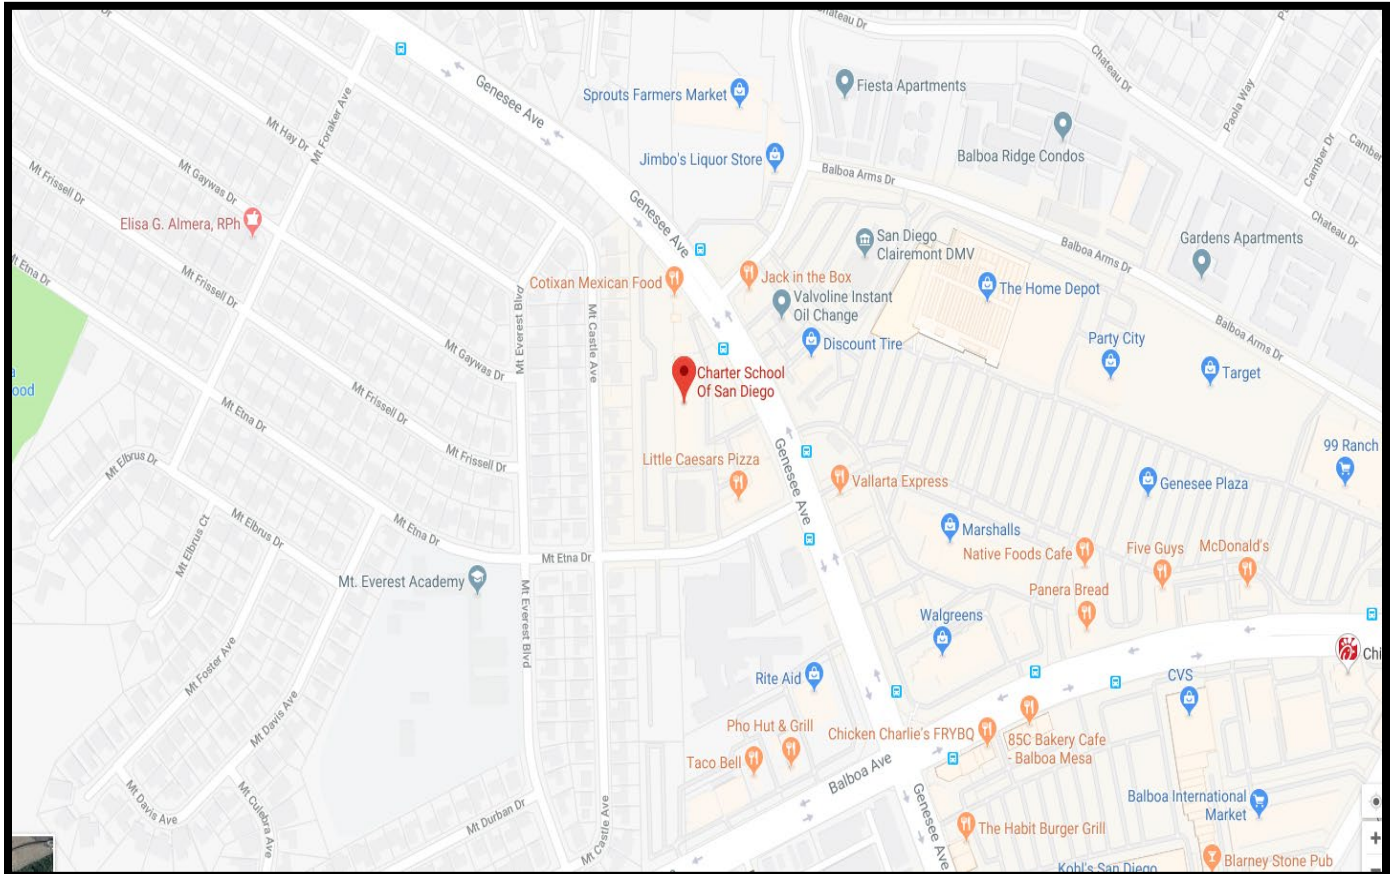 hateau Dr
Chateau Dr
Paola Way
Camber Dr
Camber
Chateau Dr
Genesee Ave
Sprouts Farmers Market
Fiesta Apartments
Jimbo's Liquor Store
Balboa Ridge Condos
Balboa Arms Dr
Mt Foraker Ave
Mt Hay Dr
Mt Gaywas Dr
Mt Frissell Dr
Elisa G. Almera, RPh
Genesee Ave
San Diego
Clairemont DMV
Balboa Arms Dr
Gardens Apartments
t Etna Dr
Mt Frissell Dr
Cotixan Mexican Food
Jack in the Box
Valvoline Instant
Oil Change
The Home Depot
Mt Everest Blvd
Mt Castle Ave
Discount Tire
Party City
Balboa Arms Dr
Target
Mt Gaywas Dr
Charter School
Of San Diego
a
ood
Mt Etna Dr
Mt Frissell Dr
Mt Frissell Dr
Mt Elbrus Dr
Little Caesars Pizza
Genesee Ave
Vallarta Express
Genesee Plaza
99 Ranch
Mt Elbrus Ct
Mt Elbrus Dr
Mt Etna Dr
Mt Etna Dr
Marshalls
Native Foods Cafe
Five Guys
McDonald's
Mt. Everest Academy
Mt Everest Blvd
Panera Bread
Walgreens
Mt Foster Ave
Mt Davis Ave
Rite Aid
CVS
Chi
Pho Hut & Grill
Chicken Charlie's FRYBQ
85C Bakery Cafe
- Balboa Mesa
Taco Bell
Balboa Ave
Mt Davis Ave
Mt Culebra Ave
Mt Durban Dr
Mt Castle Ave
Genesee Ave
The Habit Burger Grill
Balboa International
Market
Kohl's San Diego
Blarney Stone Pub